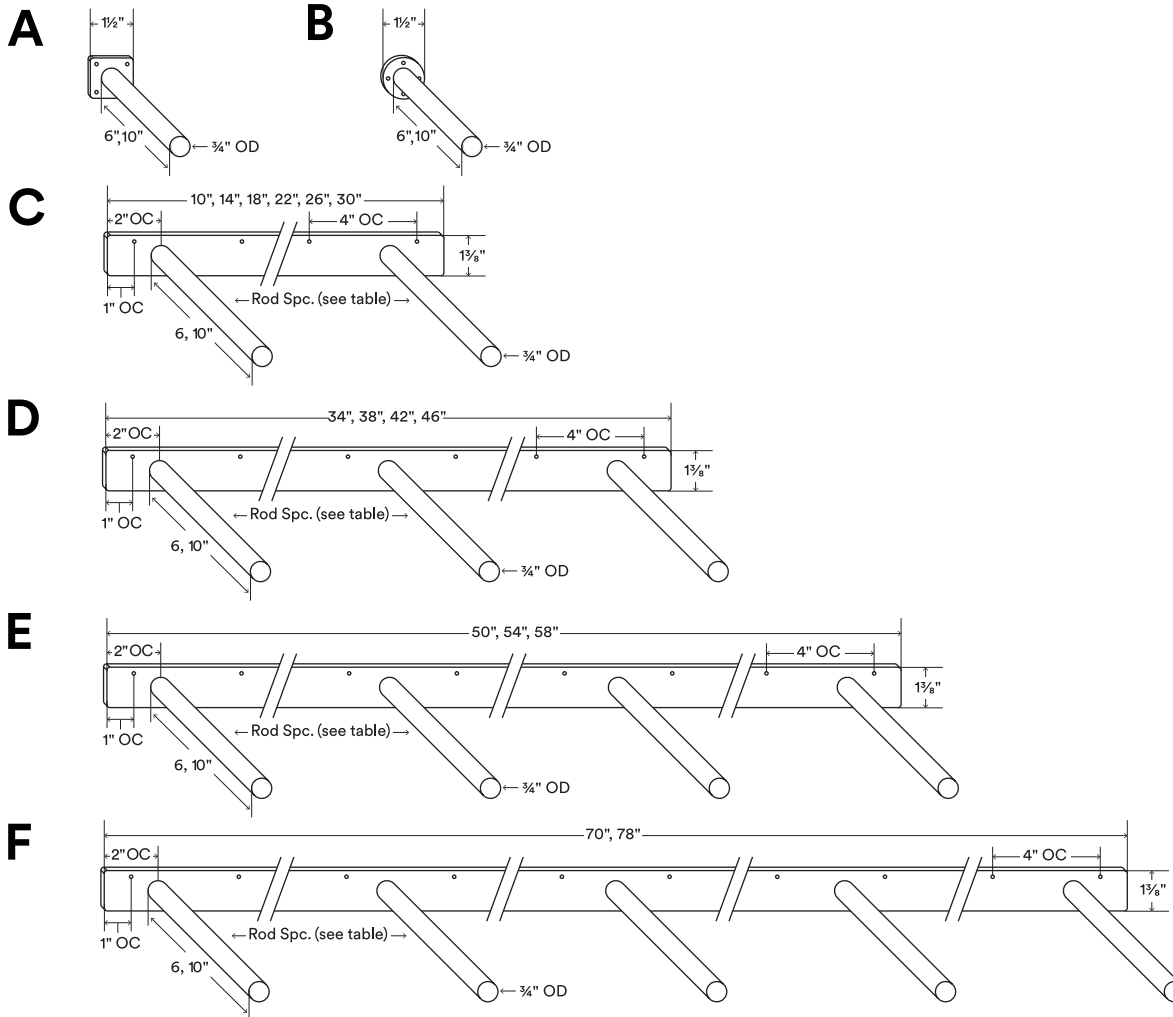 A
1½"
6",10"
¾" OD
B
1½"
6",10"
¾" OD
C
10", 14", 18", 22", 26", 30"
2" OC
4" OC
1⅜"
1" OC
Rod Spc. (see table)
6, 10"
¾" OD
D
34", 38", 42", 46"
2" OC
4" OC
1⅜"
1" OC
Rod Spc. (see table)
6, 10"
¾" OD
E
50", 54", 58"
2" OC
4" OC
1⅜"
1" OC
Rod Spc. (see table)
6, 10"
¾" OD
F
70", 78"
2" OC
4" OC
1⅜"
1" OC
Rod Spc. (see table)
6, 10"
¾" OD